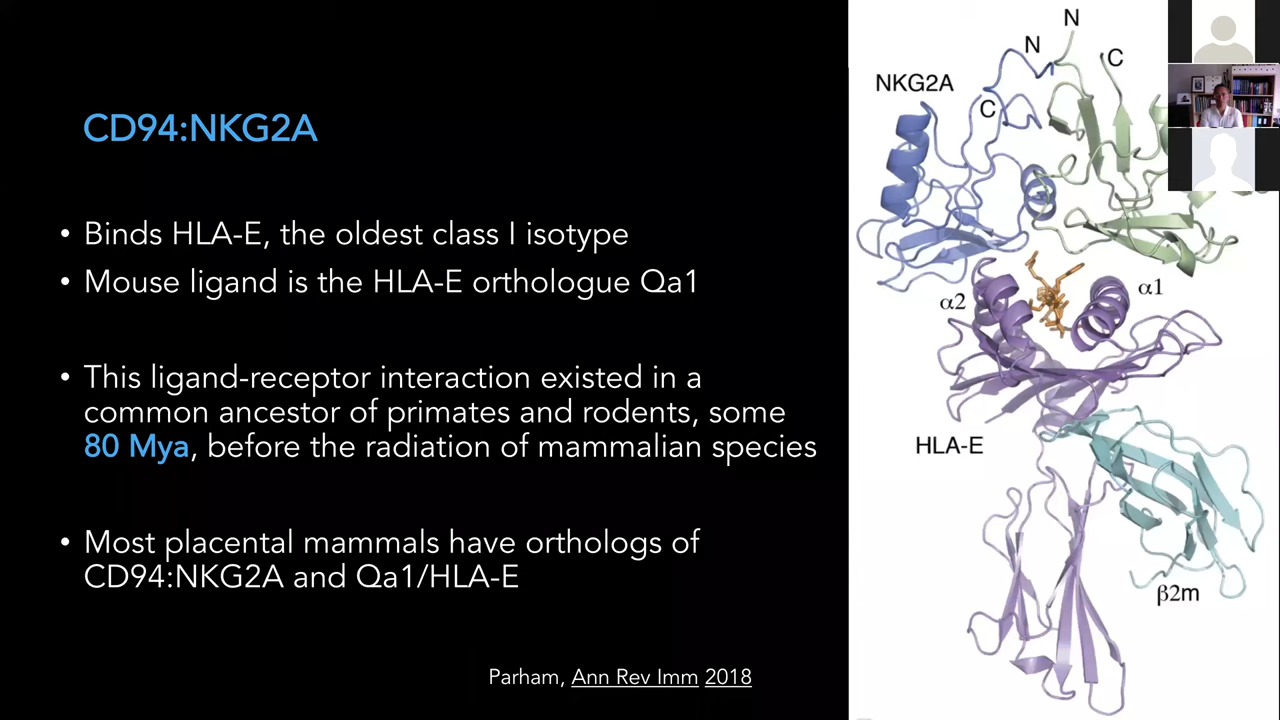 CD94:NKG2A
• Binds HLA-E, the oldest class I isotype
• Mouse ligand is the HLA-E orthologue Qa1
• This ligand-receptor interaction existed in a
common ancestor of primates and rodents, some
80 Mya, before the radiation of mammalian species
• Most placental mammals have orthologs of
CD94:NKG2A and Qa1/HLA-E
Parham, Ann Rev Imm 2018
N
N
C
NKG2A
C
α2
α1
HLA-E
β2m